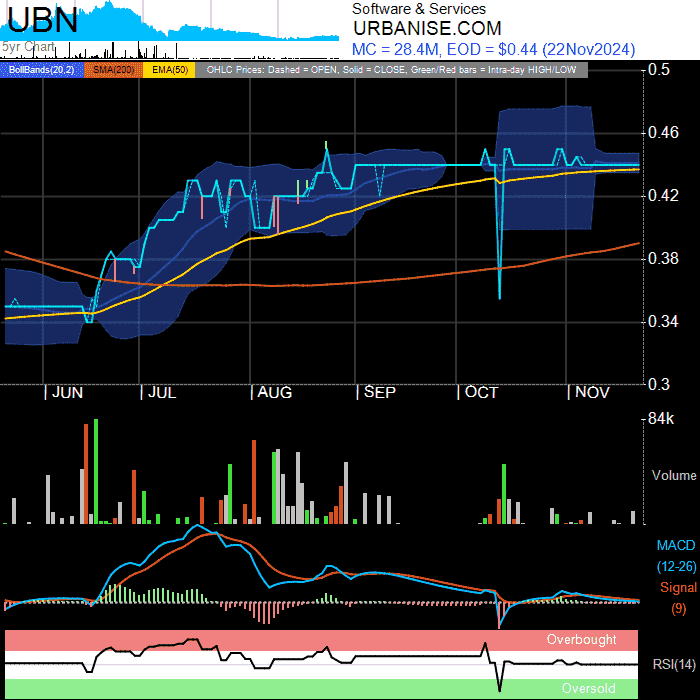 UBN
5yr Chart
Software & Services
URBANISE.COM
MC = 28.4M, EOD = $0.44 (22Nov2024)
BollBands(20,2) SMA(200) EMA(50) OHLC Prices: Dashed = OPEN, Solid = CLOSE, Green/Red bars = Intra-day HIGH/LOW
0.5
0.46
0.42
0.38
0.34
0.3
| JUN | JUL | AUG | SEP | OCT | NOV
84k
Volume
MACD
(12-26)
Signal
(9)
Overbought
RSI(14)
Oversold